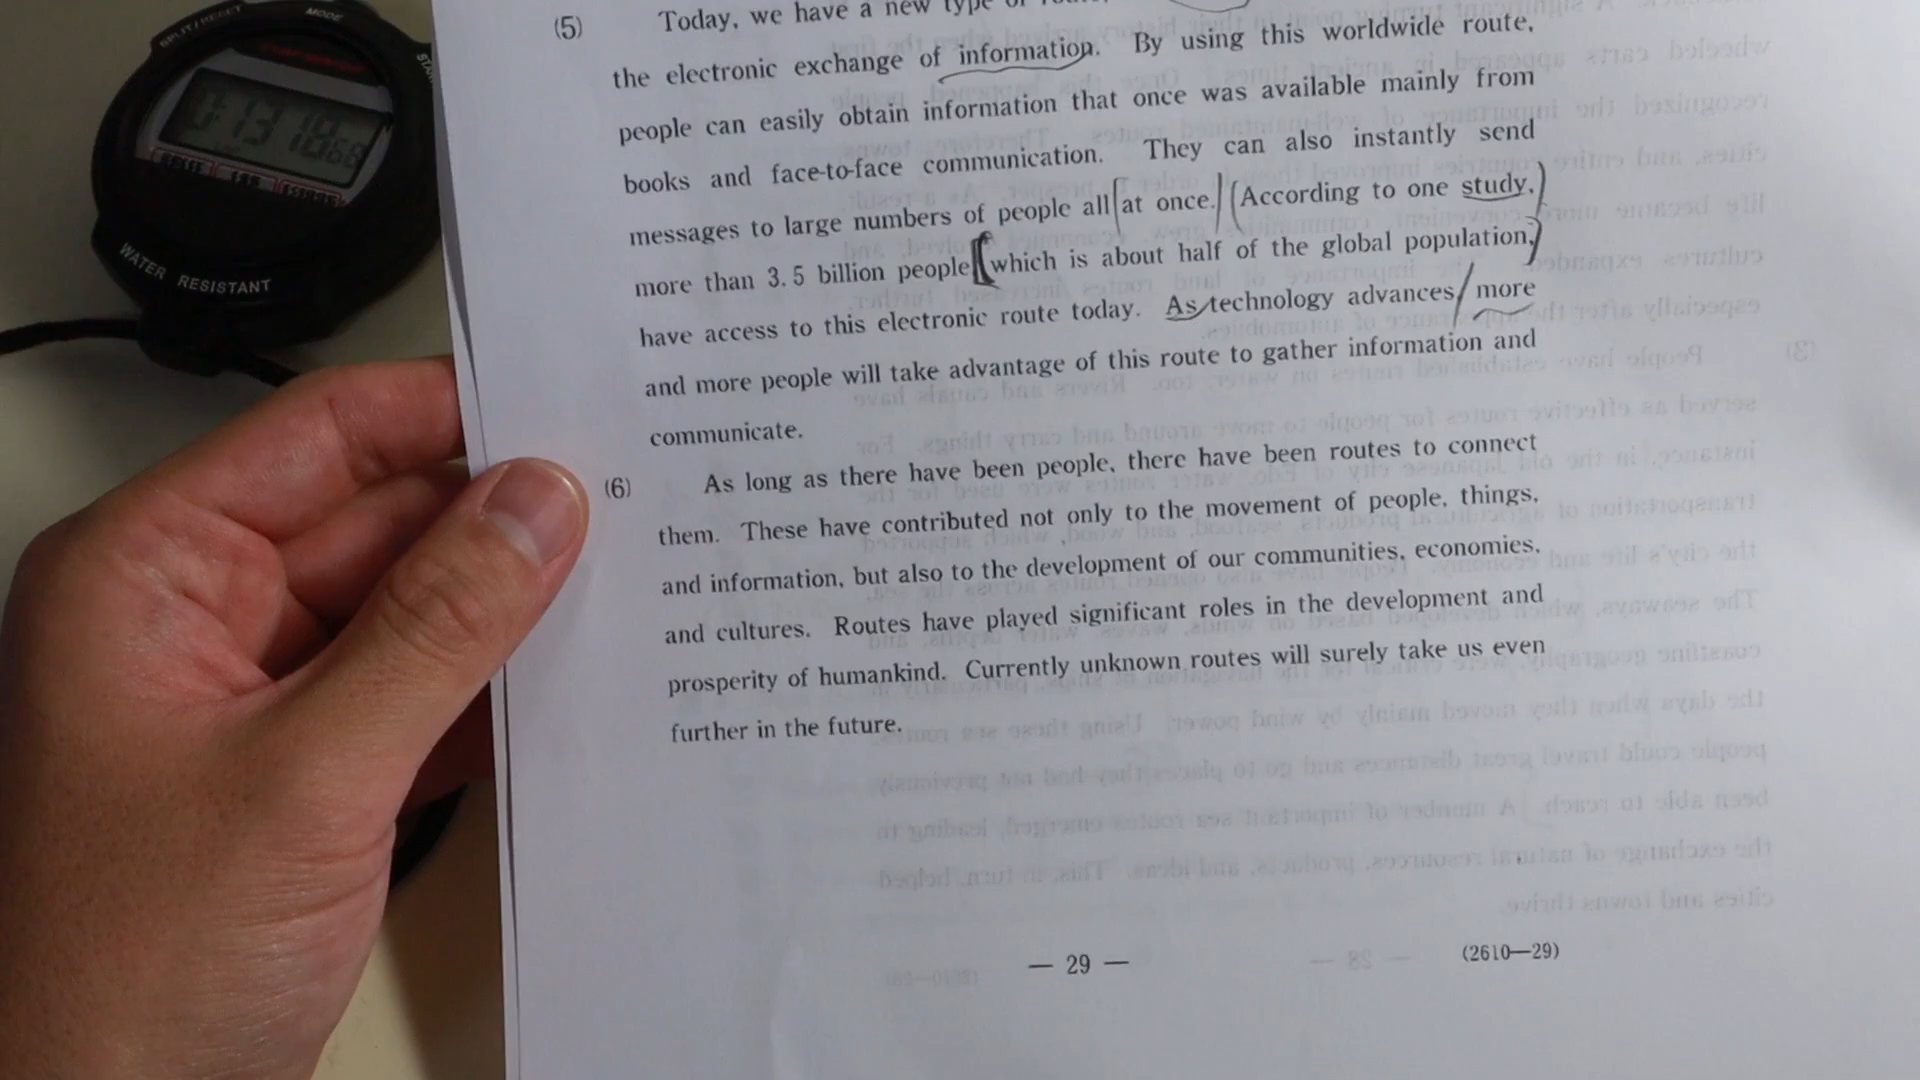 SPLIT/RESET
MODE
WATER RESISTANT
(5) Today, we have a new type of
the electronic exchange of information. By using this worldwide route,
people can easily obtain information that once was available mainly from
books and face-to-face communication. They can also instantly send
messages to large numbers of people all at once. According to one study,
more than 3.5 billion people, which is about half of the global population,
have access to this electronic route today. As technology advances, more
and more people will take advantage of this route to gather information and
communicate.
(6) As long as there have been people, there have been routes to connect
them. These have contributed not only to the movement of people, things,
and information, but also to the development of our communities, economies,
and cultures. Routes have played significant roles in the development and
prosperity of humankind. Currently unknown routes will surely take us even
further in the future.
— 29 —
(2610—29)